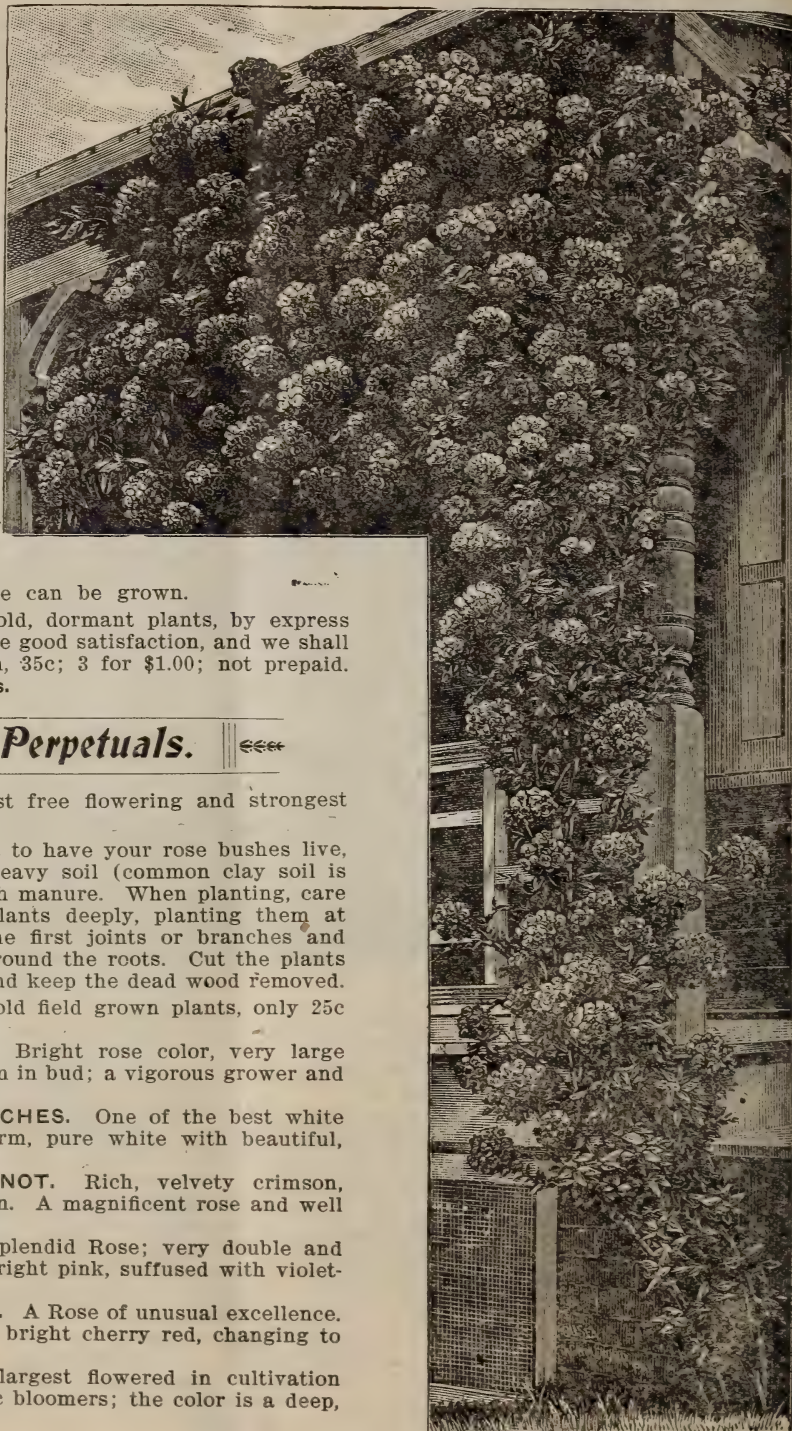 e can be grown.
old, dormant plants, by express
e good satisfaction, and we shall
, 35c; 3 for $1.00; not prepaid.
s.
Perpetuals.
st free flowering and strongest
to have your rose bushes live,
eavy soil (common clay soil is
h manure. When planting, care
lants deeply, planting them at
he first joints or branches and
round the roots. Cut the plants
nd keep the dead wood removed.
old field grown plants, only 25c
Bright rose color, very large
n in bud; a vigorous grower and
CHES. One of the best white
rm, pure white with beautiful,
NOT. Rich, velvety crimson,
n. A magnificent rose and well
plendid Rose; very double and
right pink, suffused with violet-
. A Rose of unusual excellence.
bright cherry red, changing to
largest flowered in cultivation
c bloomers; the color is a deep,